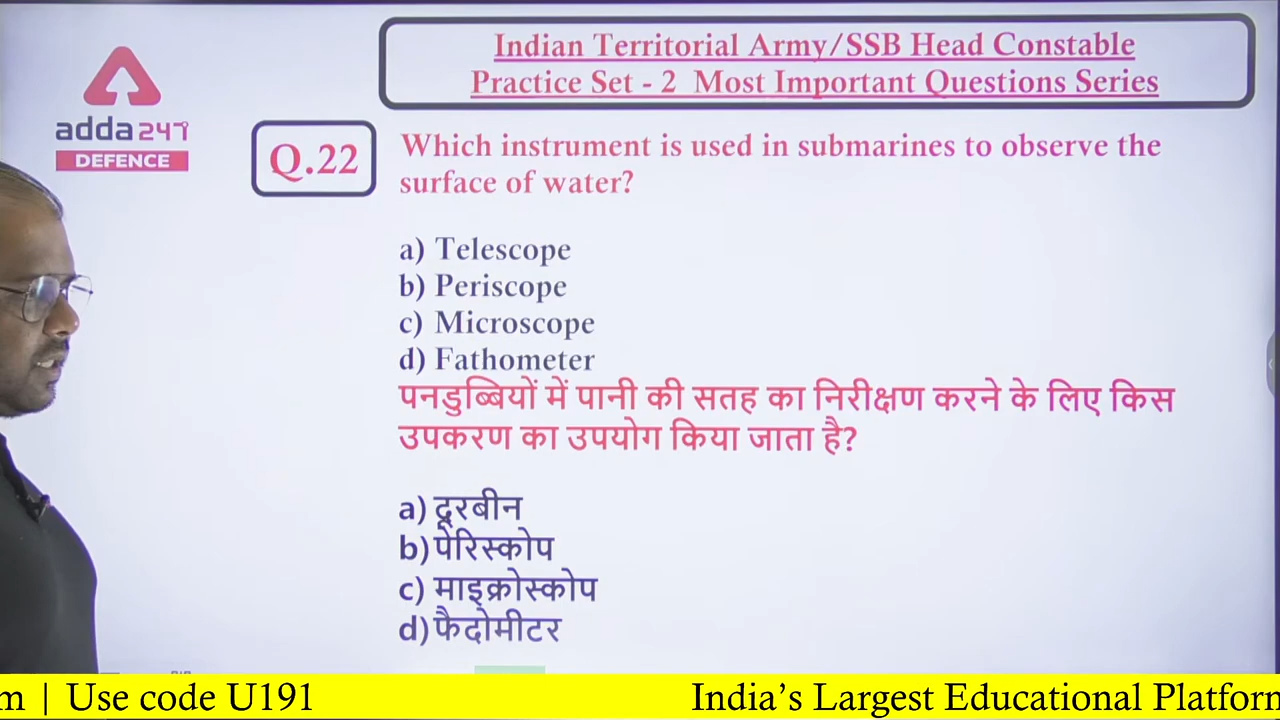 Indian Territorial Army/SSB Head Constable
Practice Set - 2 Most Important Questions Series
adda247
DEFENCE
Q.22
Which instrument is used in submarines to observe the
surface of water?
a) Telescope
b) Periscope
c) Microscope
d) Fathometer
पनडुब्बियों में पानी की सतह का निरीक्षण करने के लिए किस
उपकरण का उपयोग किया जाता है?
a) दूरबीन
b) पेरिस्कोप
c) माइक्रोस्कोप
d) फैदोमीटर
m | Use code U191 India's Largest Educational Platform